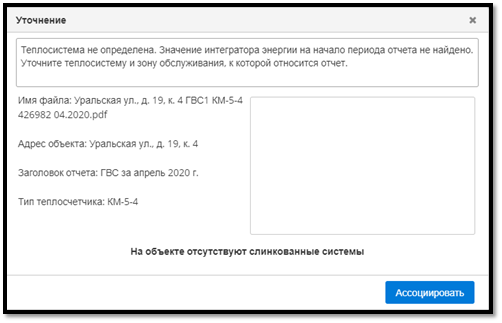 Уточнение
Теплосистема не определена. Значение интегратора энергии на начало периода отчета не найдено.
Уточните теплосистему и зону обслуживания, к которой относится отчет.
Имя файла: Уральская ул., д. 19, к. 4 ГВС1 КМ-5-4
426982 04.2020.pdf
Адрес объекта: Уральская ул., д. 19, к. 4
Заголовок отчета: ГВС за апрель 2020 г.
Тип теплосчетчика: КМ-5-4
На объекте отсутствуют слинкованные системы
Ассоциировать